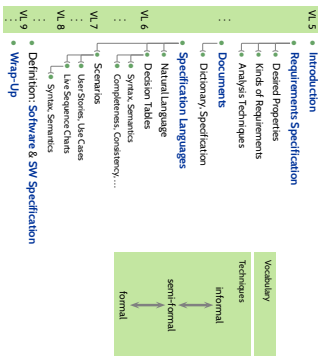 VL 5
• Introduction
• Requirements Specification
• Desired Properties
• Kinds of Requirements
• Analysis Techniques
⋮
• Documents
• Dictionary, Specification
• Specification Languages
• Natural Language
VL 6
• Decision Tables
• Syntax, Semantics
• Completeness, Consistency, ...
⋮
VL 7
• Scenarios
• User Stories, Use Cases
• Live Sequence Charts
VL 8
• Syntax, Semantics
⋮
VL 9
• Definition: Software & SW Specification
⋮
• Wrap-Up
Vocabulary
Techniques
informal
semi-formal
formal